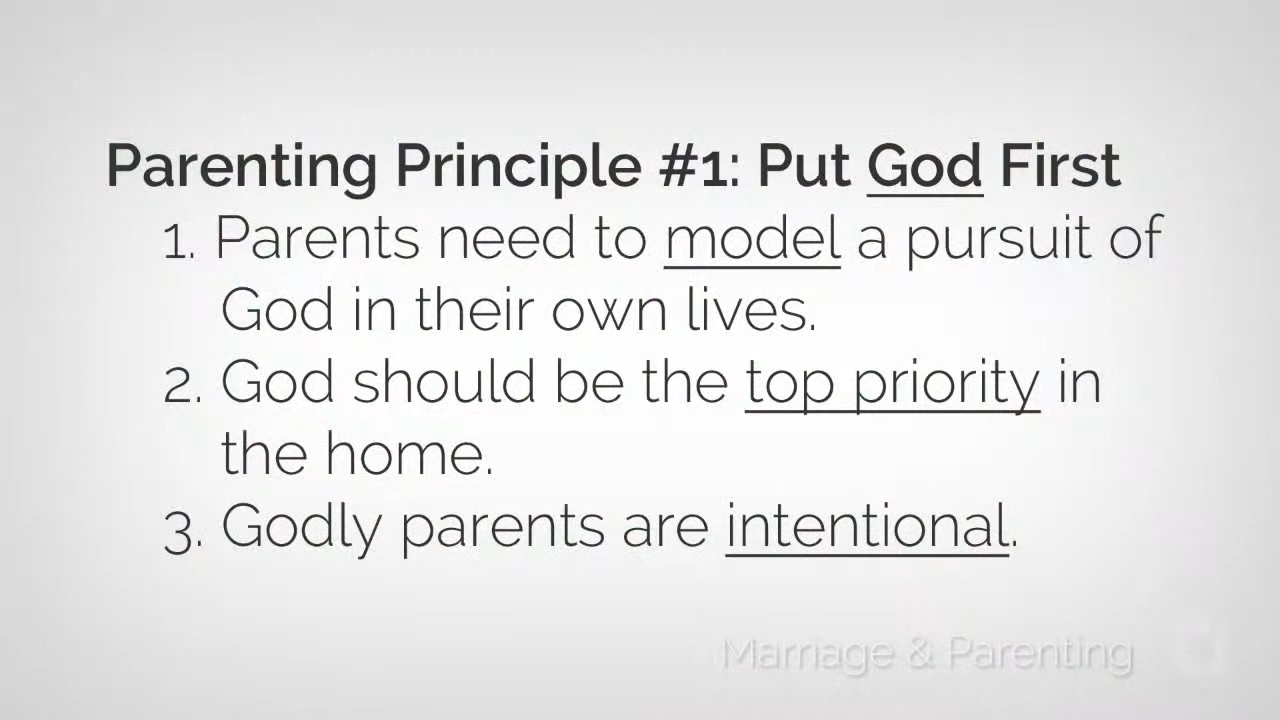 Parenting Principle #1: Put God First
1. Parents need to model a pursuit of
God in their own lives.
2. God should be the top priority in
the home.
3. Godly parents are intentional.
Marriage & Parenting